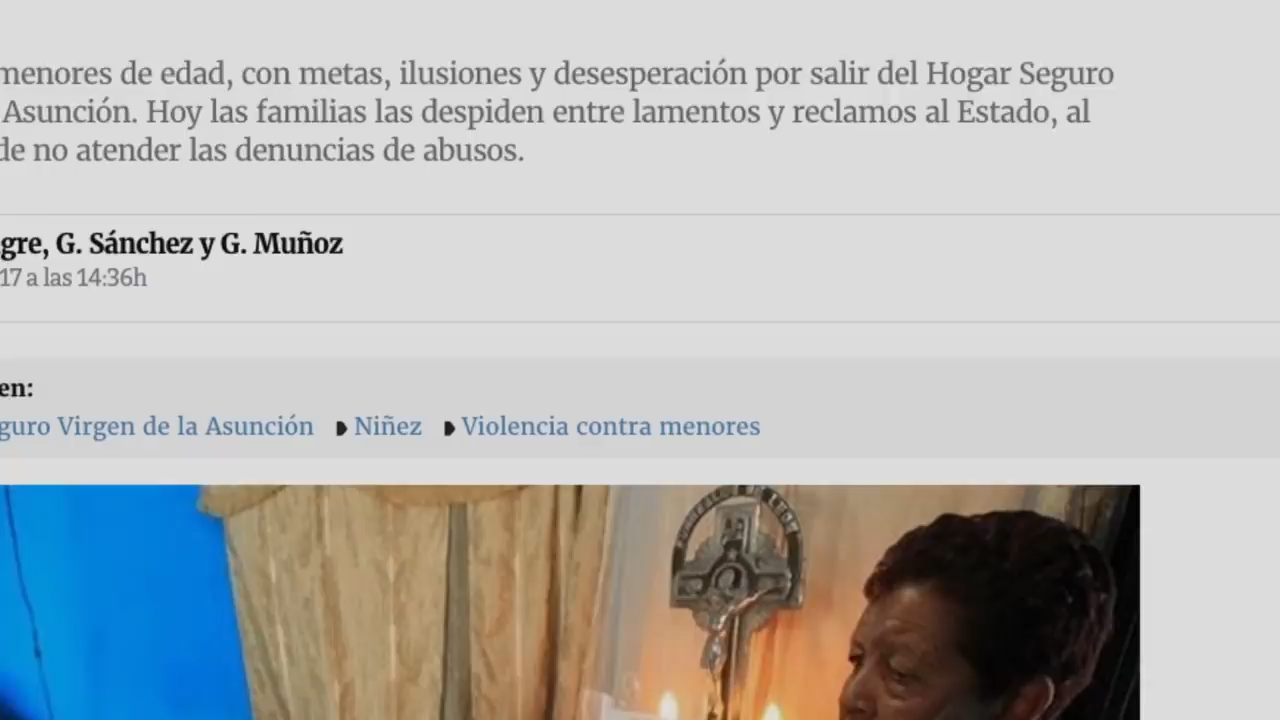 menores de edad, con metas, ilusiones y desesperación por salir del Hogar Seguro
Asunción. Hoy las familias las despiden entre lamentos y reclamos al Estado, al
de no atender las denuncias de abusos.
gre, G. Sánchez y G. Muñoz
17 a las 14:36h
en:
guro Virgen de la Asunción Niñez Violencia contra menores